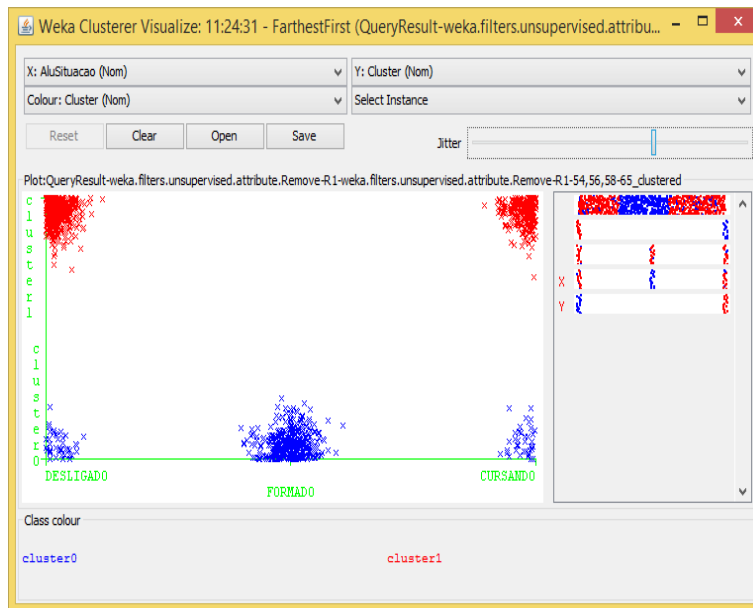 Weka Clusterer Visualize: 11:24:31 - FarthestFirst (QueryResult-weka.filters.unsupervised.attribu...
X: AluSituacao (Nom)
Y: Cluster (Nom)
Colour: Cluster (Nom)
Select Instance
Reset
Clear
Open
Save
Jitter
Plot:QueryResult-weka.filters.unsupervised.attribute.Remove-R1-weka.filters.unsupervised.attribute.Remove-R1-54,56,58-65_clustered
cluster1
cluster0
DESLIGADO
FORMADO
CURSANDO
X
Y
Class colour
cluster0
cluster1